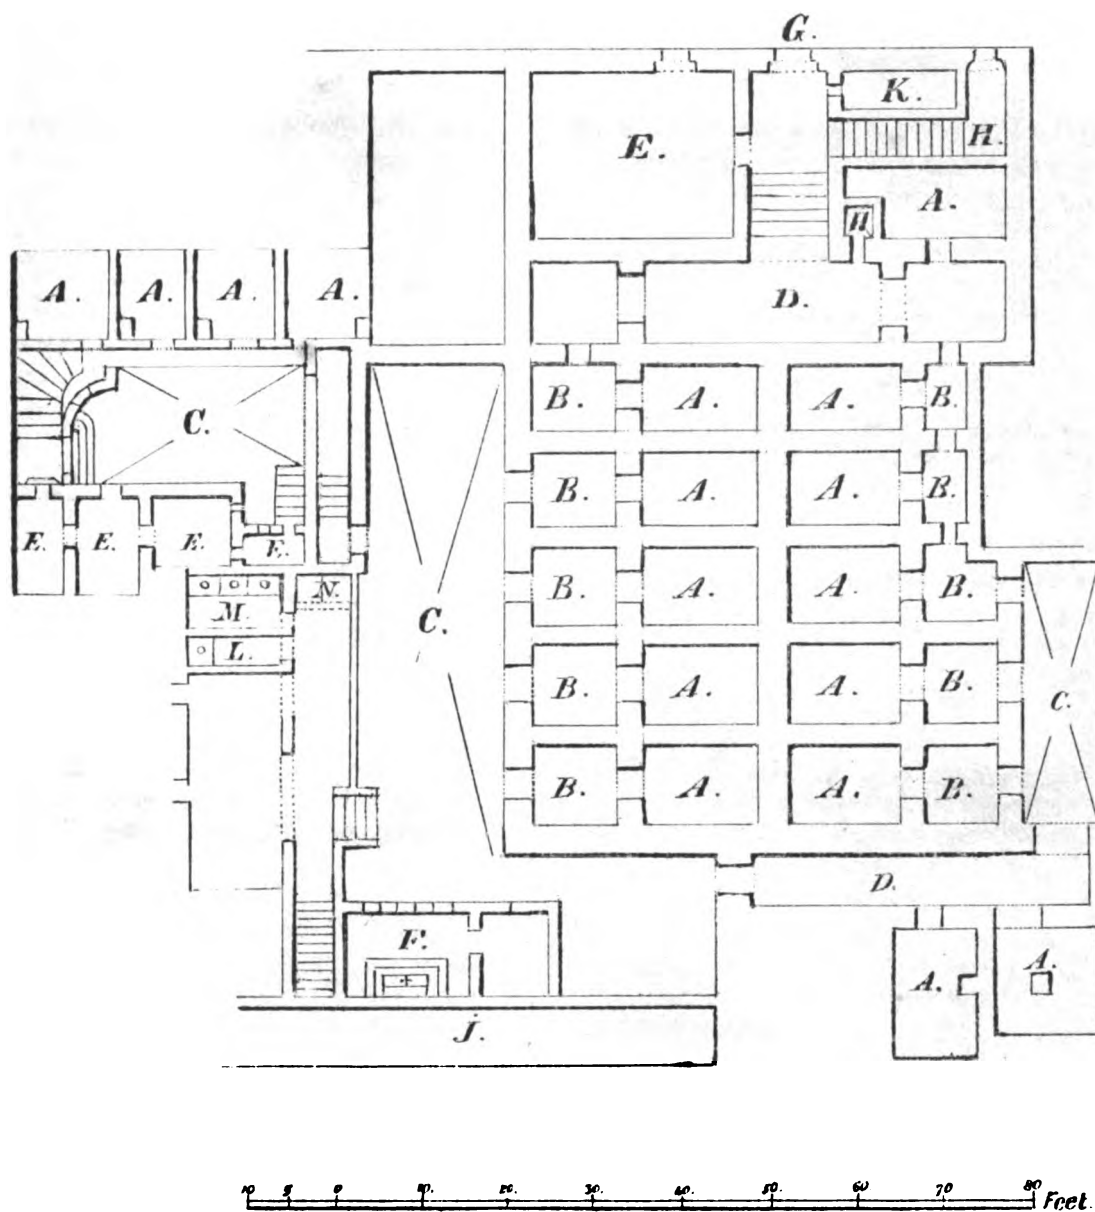 G.
K.
E.
H.
A.
H
A. A. A. A.
D.
B. A. A. B.
C.
B. A. A. B.
E. E. E. E.
B. A. A. B.
N.
M.
C.
L.
B. A. A. B.
C.
B. A. A. B.
D.
F.
A. A.
J.
10 5 0 10. 20. 30. 40. 50. 60 70. 80 Feet.